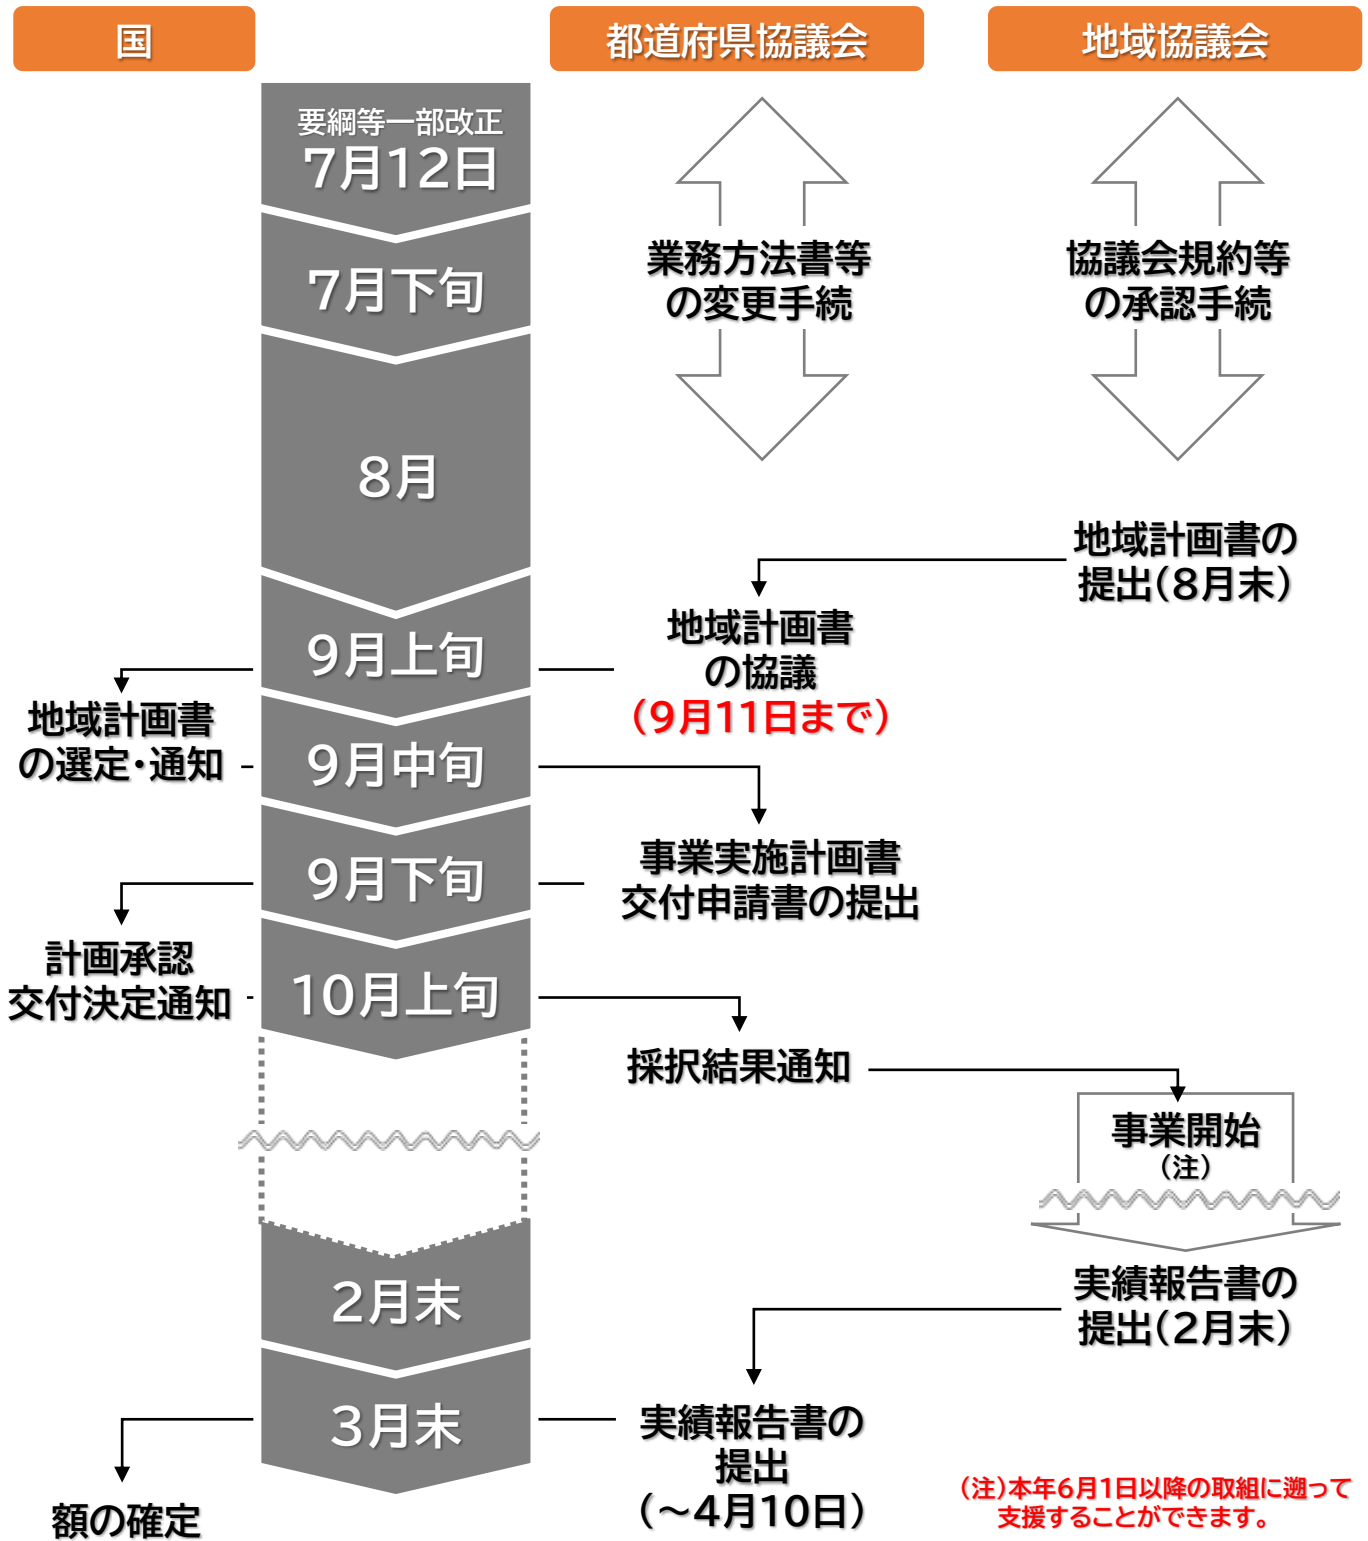 国
都道府県協議会
地域協議会
要綱等一部改正
7月12日
7月下旬
業務方法書等
の変更手続
協議会規約等
の承認手続
8月
地域計画書の
提出（8月末）
地域計画書
の協議
（9月11日まで）
9月上旬
地域計画書
の選定・通知
9月中旬
事業実施計画書
交付申請書の提出
9月下旬
計画承認
交付決定通知
10月上旬
採択結果通知
事業開始
（注）
2月末
実績報告書の
提出（2月末）
3月末
実績報告書の
提出
（～4月10日）
額の確定
（注）本年6月1日以降の取組に遡って
支援することができます。